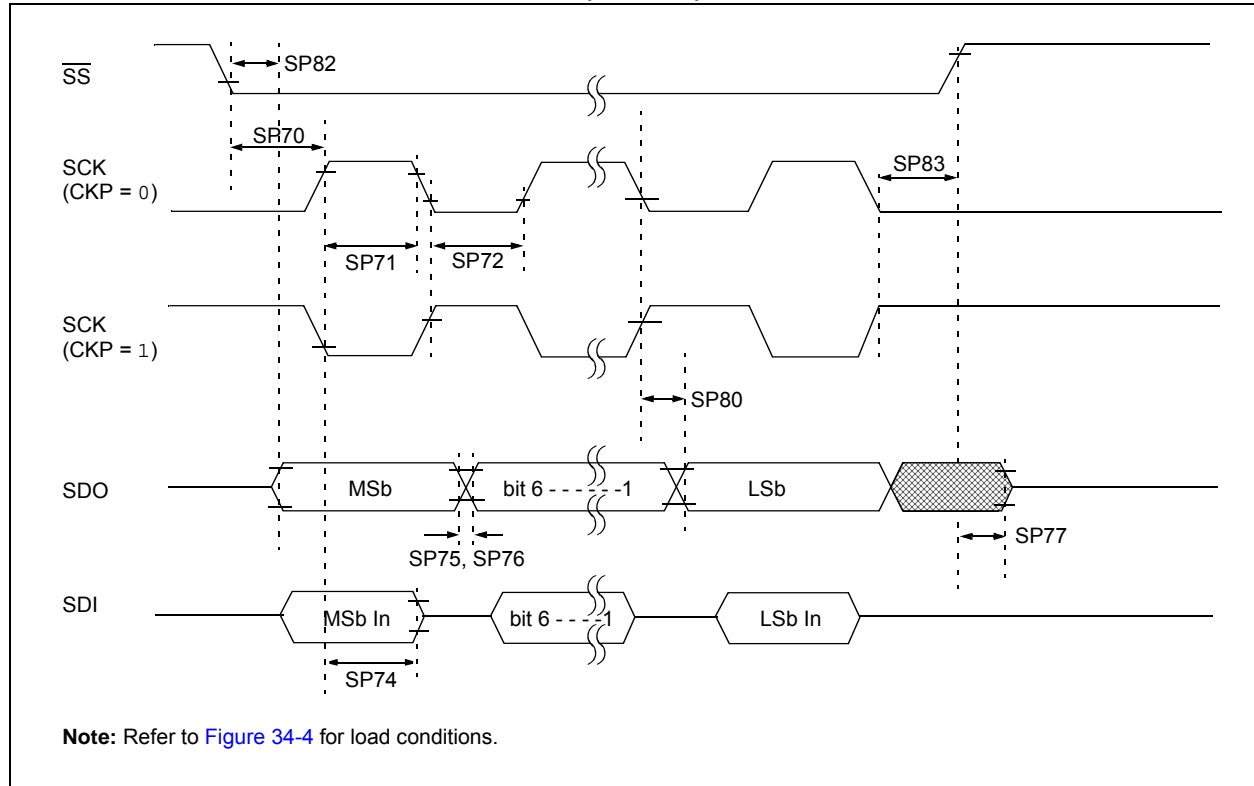 SS
SP82
SP70
SCK
(CKP = 0)
SP83
SP71
SP72
SCK
(CKP = 1)
SP80
SDO
MSb
bit 6 - - - - - -1
LSb
SP75, SP76
SP77
SDI
MSb In
bit 6 - - - -1
LSb In
SP74
Note: Refer to Figure 34-4 for load conditions.